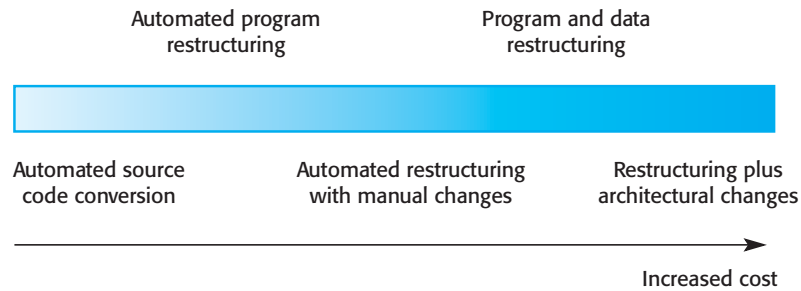 Automated program
restructuring
Program and data
restructuring
Automated source
code conversion
Automated restructuring
with manual changes
Restructuring plus
architectural changes
Increased cost